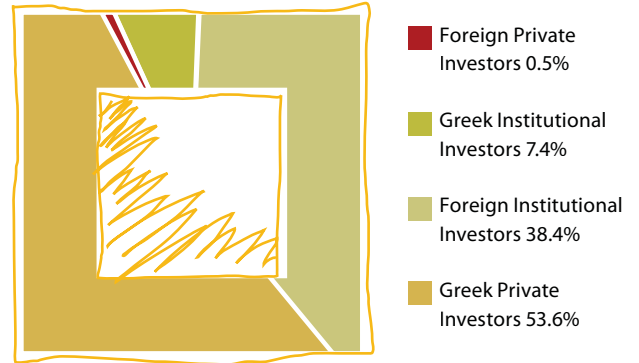 Foreign Private
Investors 0.5%
Greek Institutional
Investors 7.4%
Foreign Institutional
Investors 38.4%
Greek Private
Investors 53.6%